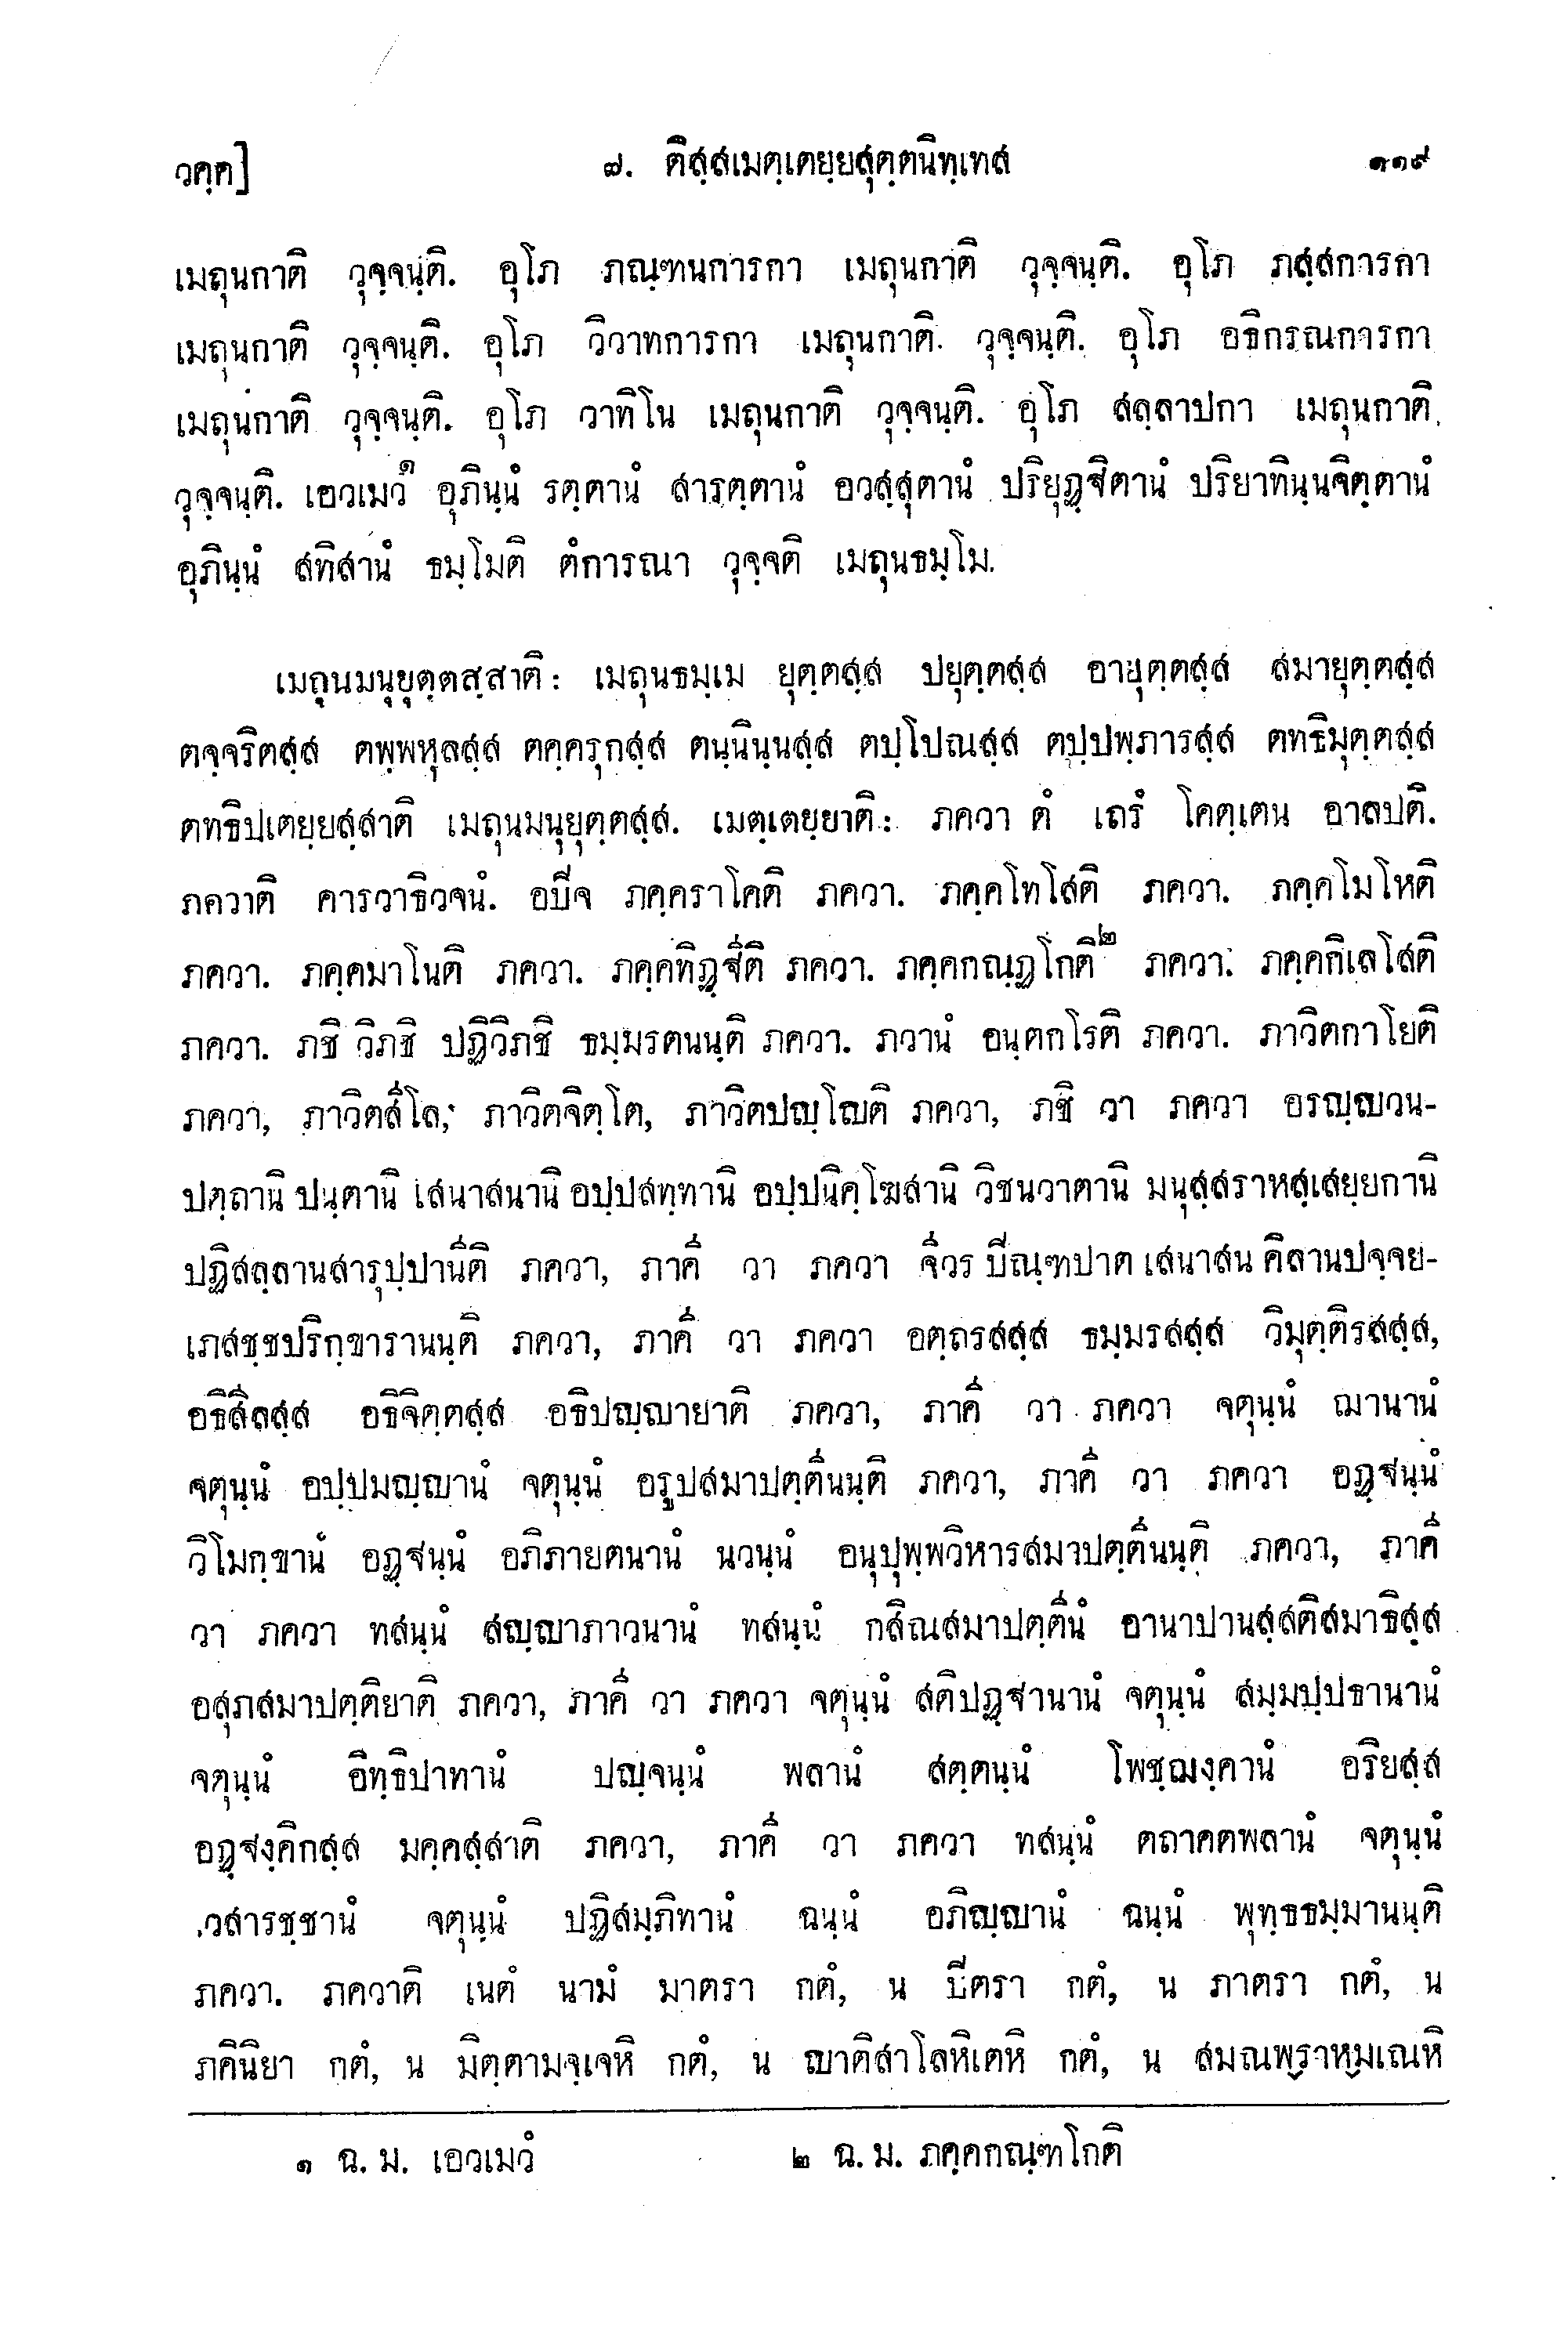 วคฺค]
๗. ติสฺสเมตฺเตยฺยสุตฺตนิทฺเทส
๑๑๙
เมถุนกาติ วุจฺจนฺติ. อุโภ ภณฺฑนการกา เมถุนกาติ วุจฺจนฺติ. อุโภ ภสฺสการกา
เมถุนกาติ วุจฺจนฺติ. อุโภ วิวาทการกา เมถุนกาติ วุจฺจนฺติ. อุโภ อธิกรณการกา
เมถุนกาติ วุจฺจนฺติ. อุโภ วาทิโน เมถุนกาติ วุจฺจนฺติ. อุโภ สลฺลาปกา เมถุนกาติ
วุจฺจนฺติ. เอวเมวํ๑ อุภินฺนํ รตฺตานํ สารตฺตานํ อวสฺสุตานํ ปริยุฏฺฐิตานํ ปริยาทินฺนจิตฺตานํ
อุภินฺนํ สทิสานํ ธมฺโมติ ตํการณา วุจฺจติ เมถุนธมฺโม.
เมถุนมนุยุตฺตสฺสาติ: เมถุนธมฺเม ยุตฺตสฺส ปยุตฺตสฺส อายุตฺตสฺส สมายุตฺตสฺส
ตจฺจริตสฺส ตพฺพหุลสฺส ตคฺครุกสฺส ตนฺนินฺนสฺส ตปฺโปณสฺส ตปฺปพฺภารสฺส ตทธิมุตฺตสฺส
ตทธิปเตยฺยสฺสาติ เมถุนมนุยุตฺตสฺส. เมตฺเตยฺยาติ: ภควา ตํ เถรํ โคตฺเตน อาลปติ.
ภควาติ คารวาธิวจนํ. อปิจ ภคฺคราโคติ ภควา. ภคฺคโทโสติ ภควา. ภคฺคโมโหติ
ภควา. ภคฺคมาโนติ ภควา. ภคฺคทิฏฺฐีติ ภควา. ภคฺคกณฺฏโกติ๒ ภควา. ภคฺคกิเลโสติ
ภควา. ภชิ วิภชิ ปฏิวิภชิ ธมฺมรตนนฺติ ภควา. ภวานํ อนฺตกโรติ ภควา. ภาวิตกาโยติ
ภควา, ภาวิตสีโล, ภาวิตจิตฺโต, ภาวิตปญฺโญติ ภควา, ภชิ วา ภควา อรญฺญวน-
ปตฺถานิ ปนฺตานิ เสนาสนานิ อปฺปสทฺทานิ อปฺปนิคฺโฆสานิ วิชนวาตานิ มนุสฺสราหสฺเสยฺยกานิ
ปฏิสลฺลานสารุปฺปานีติ ภควา, ภาคี วา ภควา จีวร ปิณฺฑปาต เสนาสน คิลานปจฺจย-
เภสชฺชปริกฺขารานนฺติ ภควา, ภาคี วา ภควา อตฺถรสสฺส ธมฺมรสสฺส วิมุตฺติรสสฺส,
อธิสีลสฺส อธิจิตฺตสฺส อธิปญฺญายาติ ภควา, ภาคี วา ภควา จตุนฺนํ ฌานานํ
จตุนฺนํ อปฺปมญฺญานํ จตุนฺนํ อรูปสมาปตฺตีนนฺติ ภควา, ภาคี วา ภควา อฏฺฐนฺนํ
วิโมกฺขานํ อฏฺฐนฺนํ อภิภายตนานํ นวนฺนํ อนุปุพฺพวิหารสมาปตฺตีนนฺติ ภควา, ภาคี
วา ภควา ทสนฺนํ สญฺญาภาวนานํ ทสนฺนํ กสิณสมาปตฺตีนํ อานาปานสฺสติสมาธิสฺส
อสุภสมาปตฺติยาติ ภควา, ภาคี วา ภควา จตุนฺนํ สติปฏฺฐานานํ จตุนฺนํ สมฺมปฺปธานานํ
จตุนฺนํ อิทฺธิปาทานํ ปญฺจนฺนํ พลานํ สตฺตนฺนํ โพชฺฌงฺคานํ อริยสฺส
อฏฺฐงฺคิกสฺส มคฺคสฺสาติ ภควา, ภาคี วา ภควา ทสนฺนํ ตถาคตพลานํ จตุนฺนํ
วสารชฺชานํ จตุนฺนํ ปฏิสมฺภิทานํ ฉนฺนํ อภิญฺญานํ ฉนฺนํ พุทฺธธมฺมานนฺติ
ภควา. ภควาติ เนตํ นามํ มาตรา กตํ, น ปิตรา กตํ, น ภาตรา กตํ, น
ภคินิยา กตํ, น มิตฺตามจฺเจหิ กตํ, น ญาติสาโลหิเตหิ กตํ, น สมณพฺราหฺมเณหิ
๑ ฉ. ม. เอวเมวํ
๒ ฉ. ม. ภคฺคกณฺฑโกติ